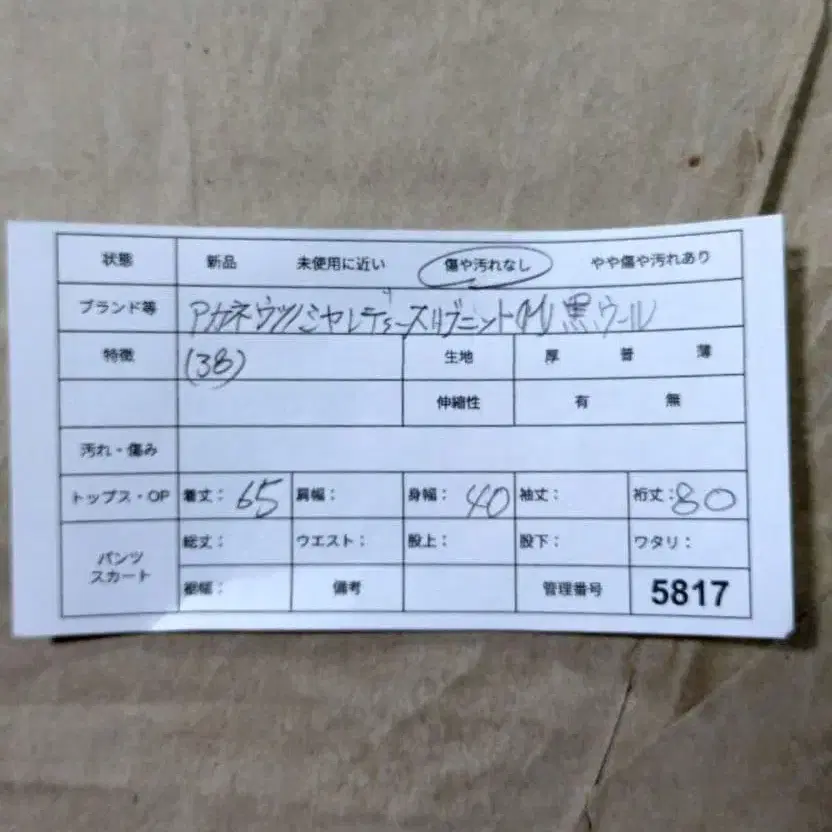 状態 新品 未使用に近い 傷や汚れなし やや傷や汚れあり
ブランド等 アカネウツノミヤレディースリブニット M 黒 ウール
特徴 (38) 生地 厚 普 薄
伸縮性 有 無
汚れ・傷み
トップス・OP 着丈: 65 肩幅: 身幅: 40 袖丈: 裄丈: 80
パンツ スカート 総丈: ウエスト: 股上: 股下: ワタリ:
裾幅: 備考 管理番号 5817